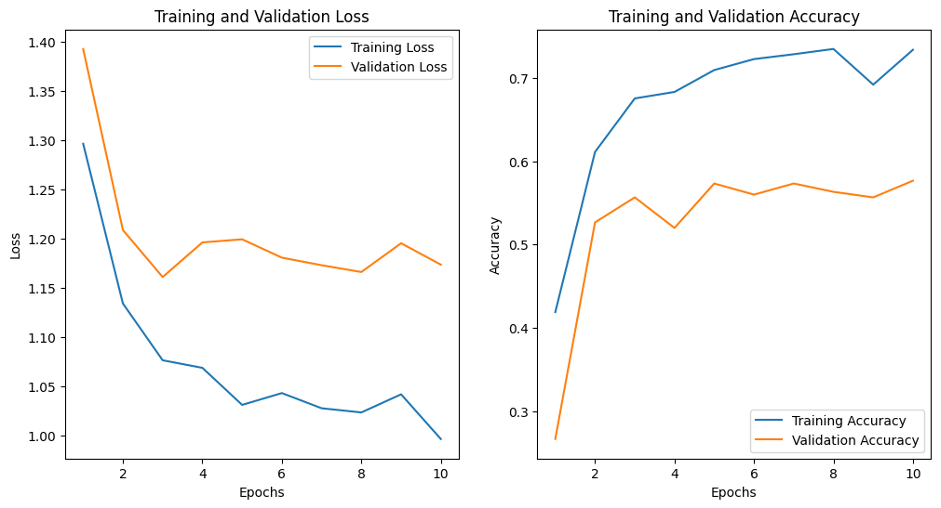 Training and Validation Loss
1.40
1.35
1.30
1.25
1.20
1.15
1.10
1.05
1.00
Loss
Training Loss
Validation Loss
2
4
6
8
10
Epochs
Training and Validation Accuracy
0.7
0.6
0.5
0.4
0.3
Accuracy
Training Accuracy
Validation Accuracy
2
4
6
8
10
Epochs